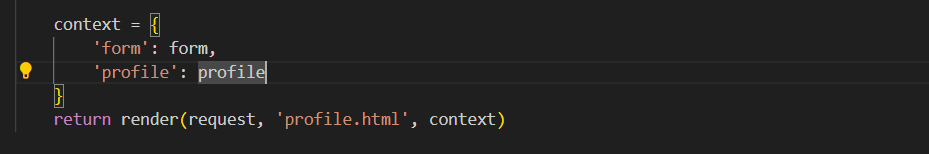 context = {
    'form': form,
    'profile': profile
}
return render(request, 'profile.html', context)